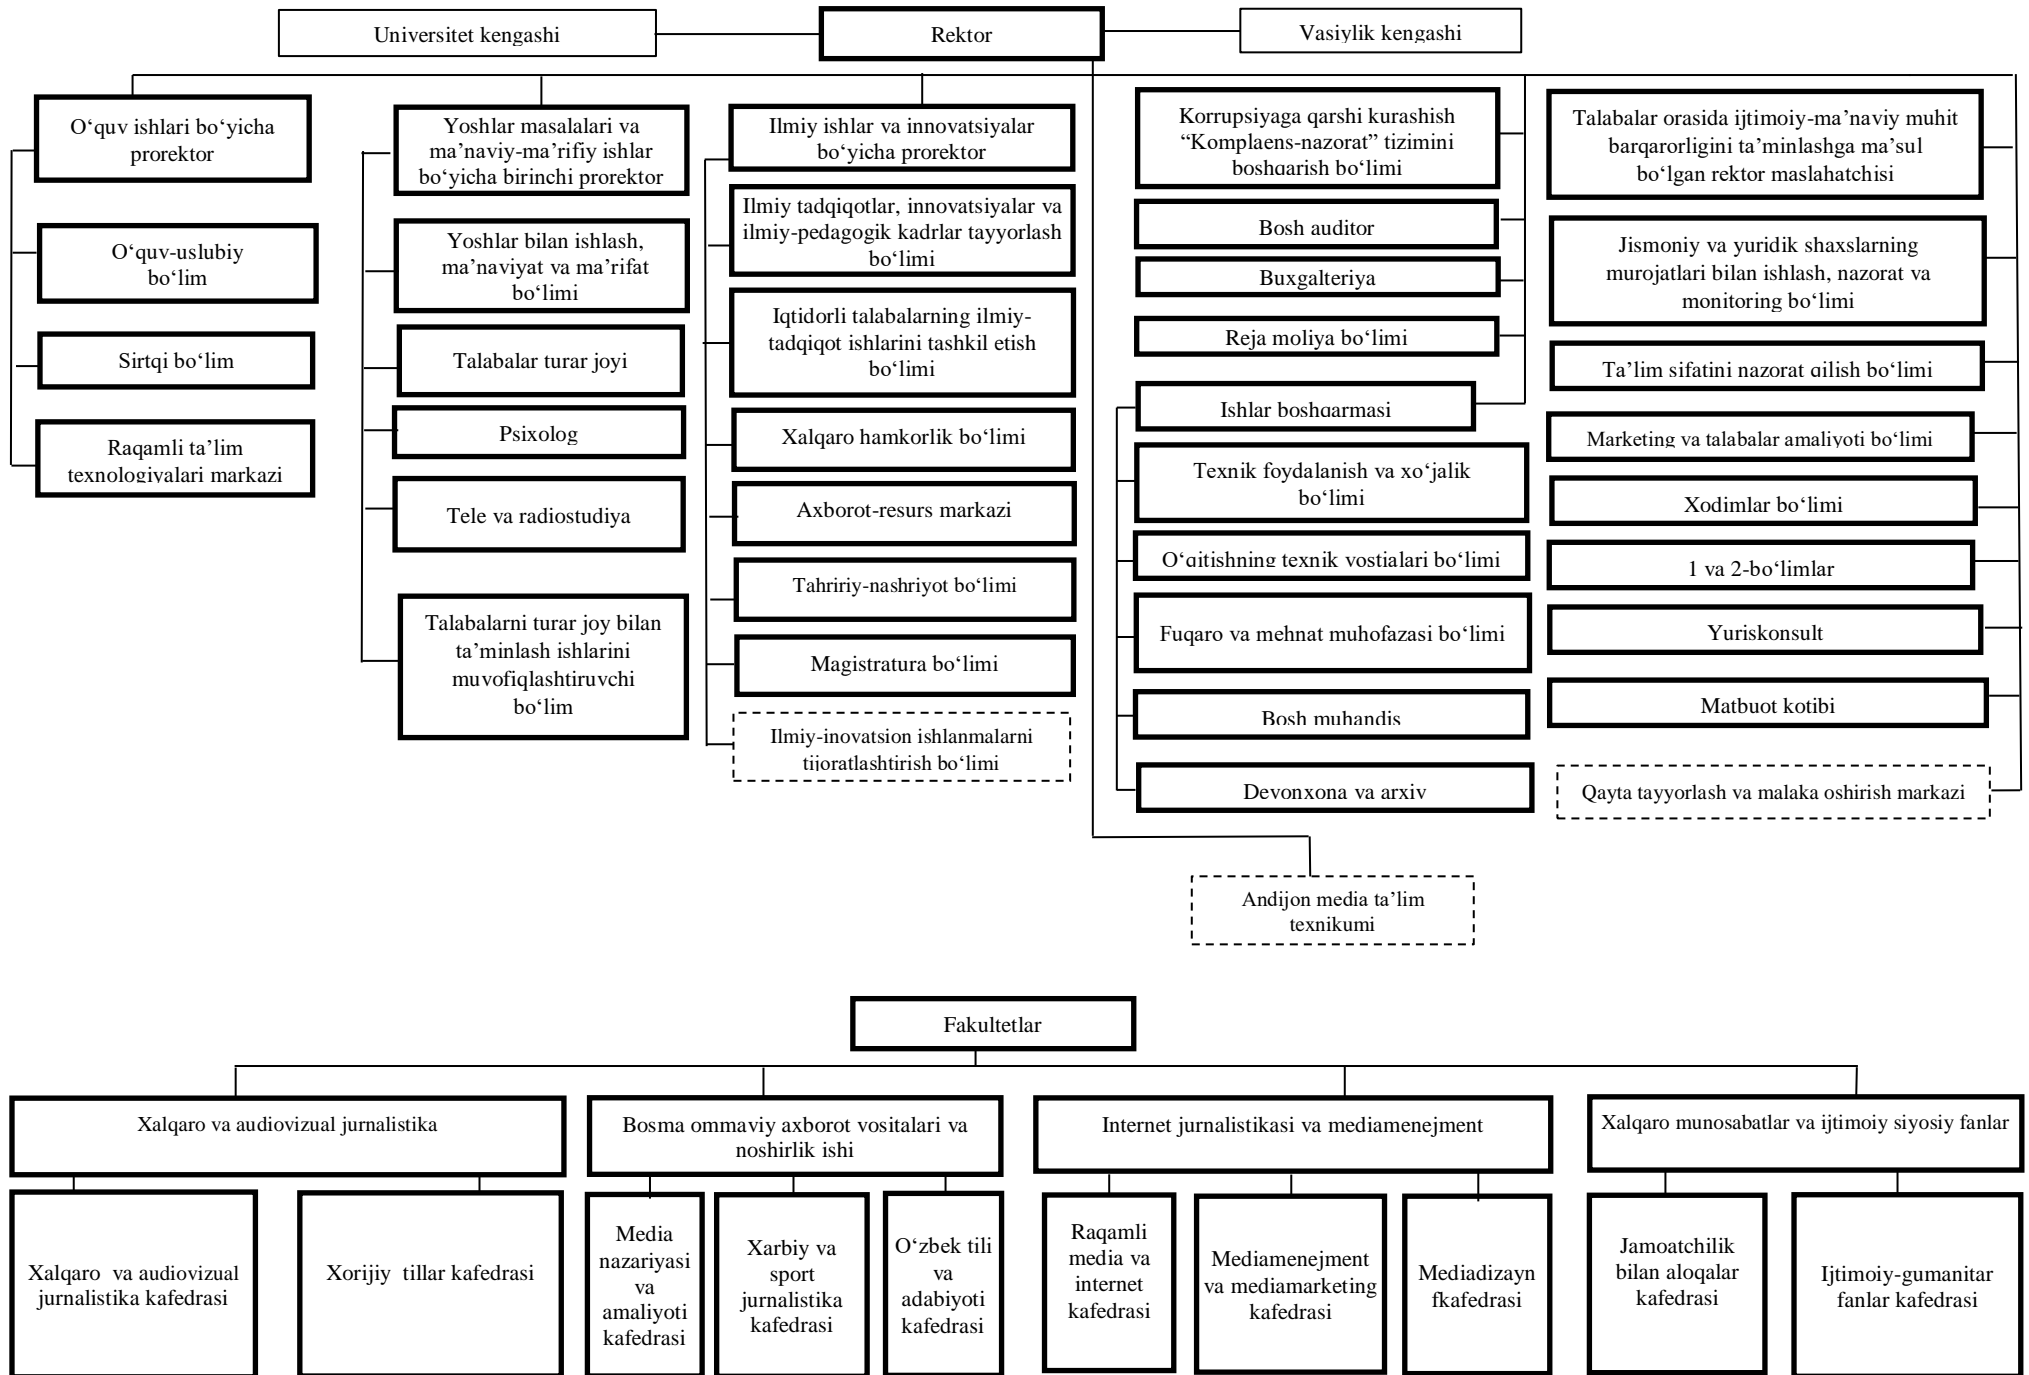 Universitet kengashi
Rektor
Vasiylik kengashi
O‘quv ishlari bo‘yicha
prorektor
O‘quv-uslubiy
bo‘lim
Sirtqi bo‘lim
Raqamli ta’lim
texnologiyalari markazi
Yoshlar masalalari va
ma’naviy-ma’rifiy ishlar
bo‘yicha birinchi prorektor
Yoshlar bilan ishlash,
ma’naviyat va ma’rifat
bo‘limi
Talabalar turar joyi
Psixolog
Tele va radiostudiya
Talabalarni turar joy bilan
ta’minlash ishlarini
muvofiqlashtiruvchi
bo‘lim
Ilmiy ishlar va innovatsiyalar
bo‘yicha prorektor
Ilmiy tadqiqotlar, innovatsiyalar va
ilmiy-pedagogik kadrlar tayyorlash
bo‘limi
Iqtidorli talabalarning ilmiy-
tadqiqot ishlarini tashkil etish
bo‘limi
Xalqaro hamkorlik bo‘limi
Axborot-resurs markazi
Tahririy-nashriyot bo‘limi
Magistratura bo‘limi
Ilmiy-inovatsion ishlanmalarni
tijoratlashtirish bo‘limi
Korrupsiyaga qarshi kurashish
“Komplaens-nazorat” tizimini
boshqarish bo‘limi
Bosh auditor
Buxgalteriya
Reja moliya bo‘limi
Ishlar boshqarmasi
Texnik foydalanish va xo‘jalik
bo‘limi
O‘qitishning texnik vostialari bo‘limi
Fuqaro va mehnat muhofazasi bo‘limi
Bosh muhandis
Devonxona va arxiv
Talabalar orasida ijtimoiy-ma’naviy muhit
barqarorligini ta’minlashga ma’sul
bo‘lgan rektor maslahatchisi
Jismoniy va yuridik shaxslarning
murojatlari bilan ishlash, nazorat va
monitoring bo‘limi
Ta’lim sifatini nazorat qilish bo‘limi
Marketing va talabalar amaliyoti bo‘limi
Xodimlar bo‘limi
1 va 2-bo‘limlar
Yuriskonsult
Matbuot kotibi
Qayta tayyorlash va malaka oshirish markazi
Andijon media ta’lim
texnikumi
Fakultetlar
Xalqaro va audiovizual jurnalistika
Bosma ommaviy axborot vositalari va
noshirlik ishi
Internet jurnalistikasi va mediamenejment
Xalqaro munosabatlar va ijtimoiy siyosiy fanlar
Xalqaro va audiovizual
jurnalistika kafedrasi
Xorijiy tillar kafedrasi
Media
nazariyasi
va
amaliyoti
kafedrasi
Xarbiy va
sport
jurnalistika
kafedrasi
O‘zbek tili
va
adabiyoti
kafedrasi
Raqamli
media va
internet
kafedrasi
Mediamenejment
va mediamarketing
kafedrasi
Mediadizayn
fkafedrasi
Jamoatchilik
bilan aloqalar
kafedrasi
Ijtimoiy-gumanitar
fanlar kafedrasi